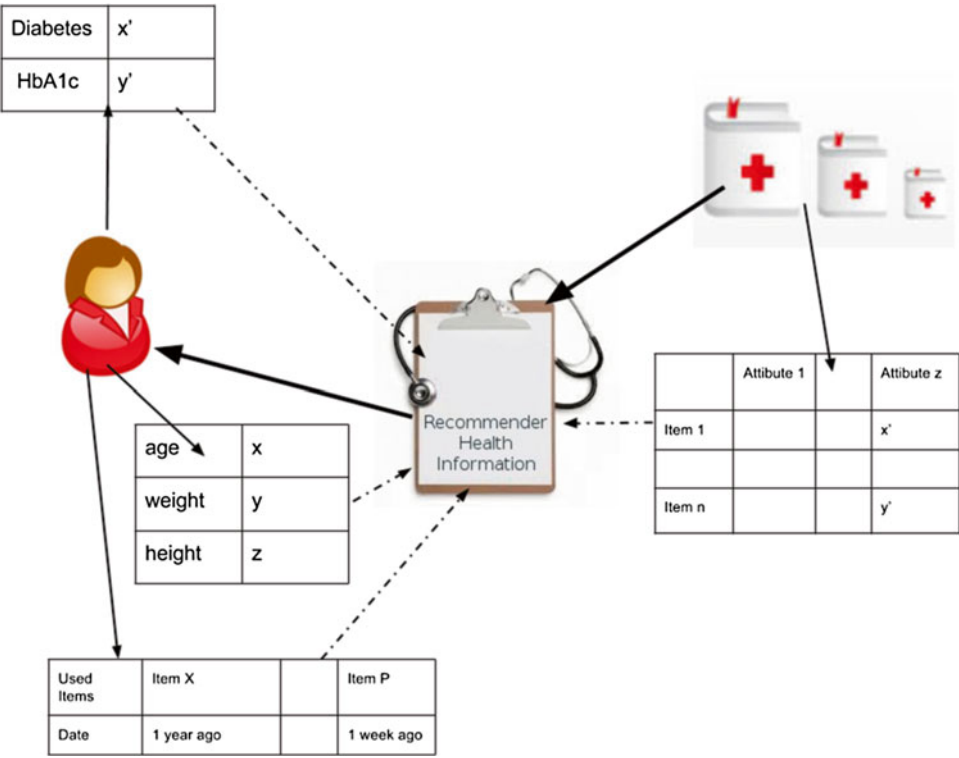 Diabetes x’
HbA1c y’
Attibute 1 Attibute z
Item 1 x’
Item n y’
Recommender
Health
Information
age x
weight y
height z
Used
Items Item X Item P
Date 1 year ago 1 week ago